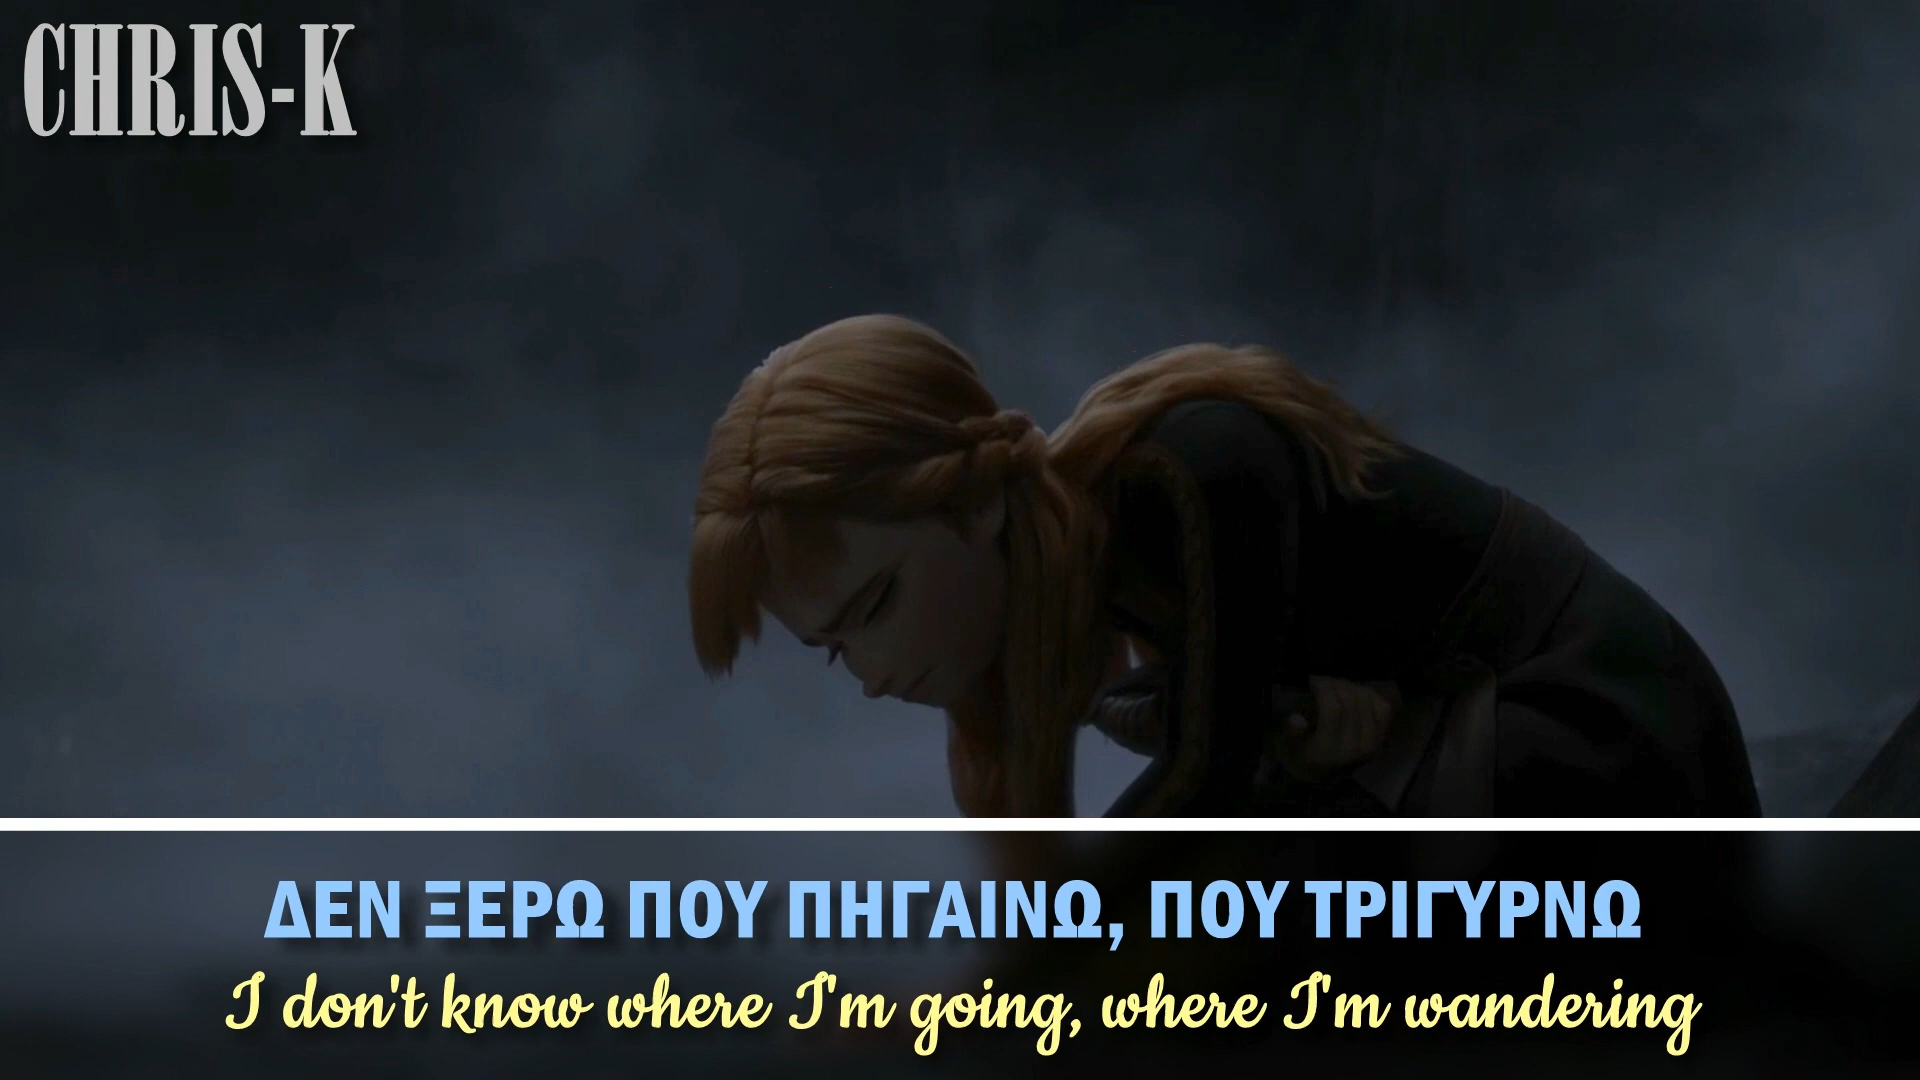 CHRIS-K
ΔΕΝ ΞΕΡΩ ΠΟΥ ΠΗΓΑΙΝΩ, ΠΟΥ ΤΡΙΓΥΡΝΩ
I don't know where I'm going, where I'm wandering